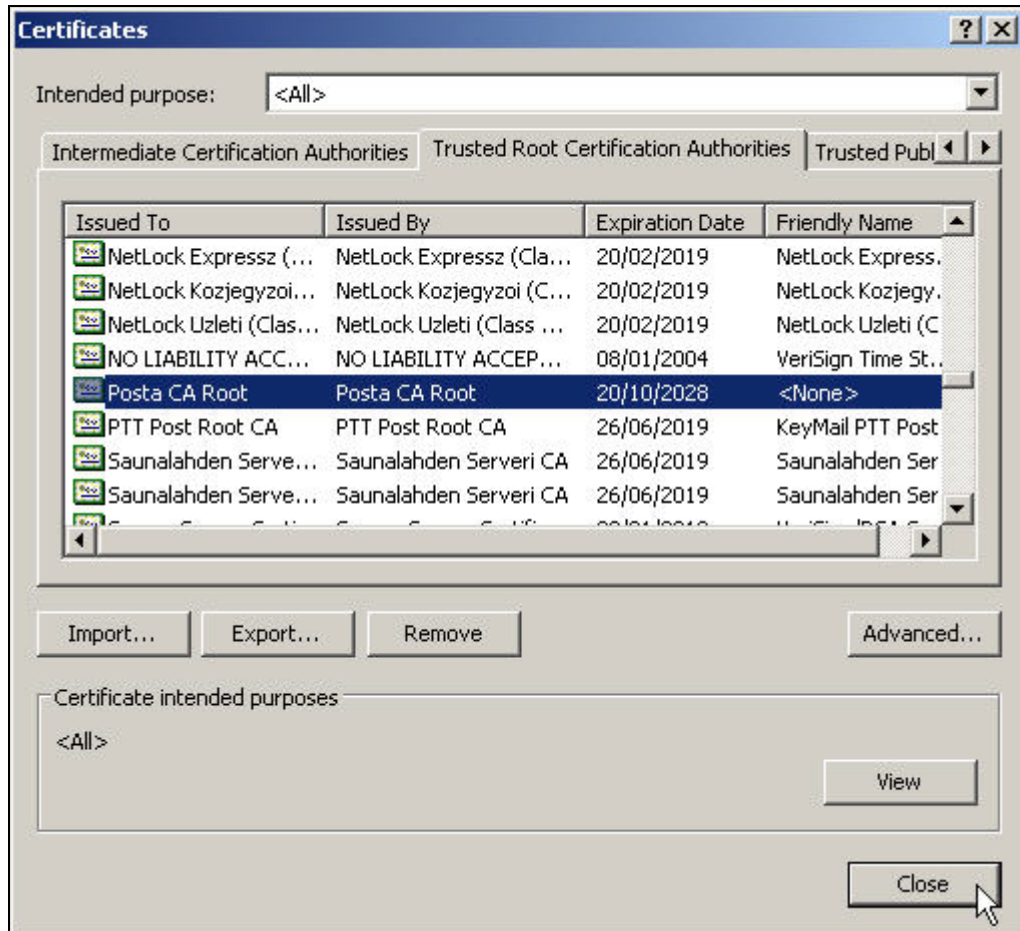 Certificates
Intended purpose: <All>
Intermediate Certification Authorities Trusted Root Certification Authorities Trusted Publ
Issued To Issued By Expiration Date Friendly Name
NetLock Expressz (... NetLock Expressz (Cla... 20/02/2019 NetLock Express.
NetLock Kozjegyzoi... NetLock Kozjegyzoi (C... 20/02/2019 NetLock Kozjegy.
NetLock Uzleti (Clas... NetLock Uzleti (Class ... 20/02/2019 NetLock Uzleti (C
NO LIABILITY ACC... NO LIABILITY ACCEP... 08/01/2004 VeriSign Time St..
Posta CA Root Posta CA Root 20/10/2028 <None>
PTT Post Root CA PTT Post Root CA 26/06/2019 KeyMail PTT Post
Saunalahden Serve... Saunalahden Serveri CA 26/06/2019 Saunalahden Ser
Saunalahden Serve... Saunalahden Serveri CA 26/06/2019 Saunalahden Ser
Import... Export... Remove Advanced...
Certificate intended purposes
<All>
View
Close